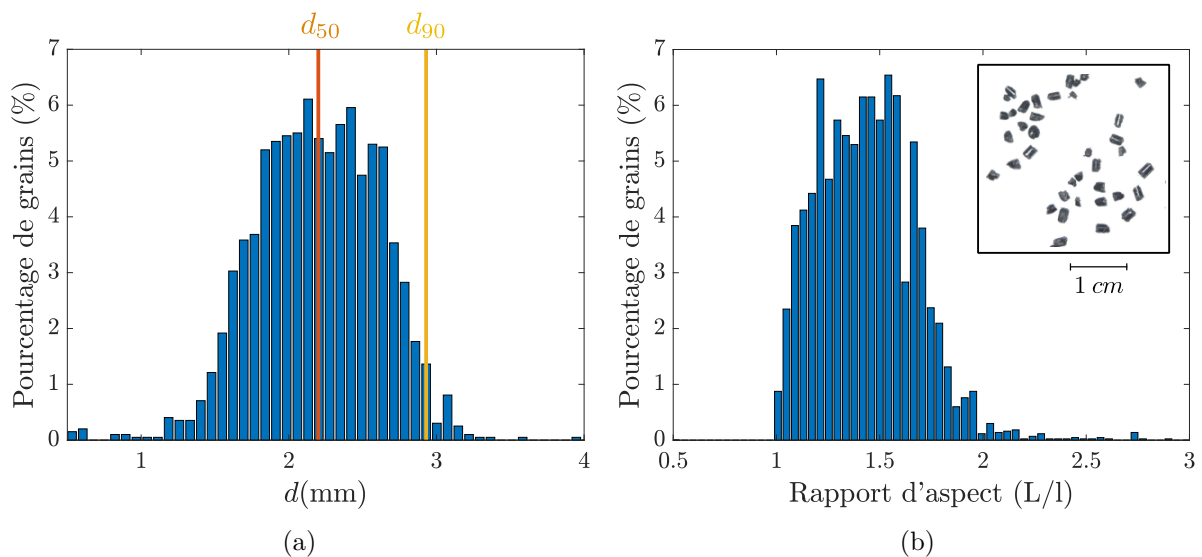 d50 d90
Pourcentage de grains (%)
7
6
5
4
3
2
1
0
1 2 3 4
d(mm)
(a)
Pourcentage de grains (%)
7
6
5
4
3
2
1
0
0.5 1 1.5 2 2.5 3
Rapport d'aspect (L/l)
1 cm
(b)